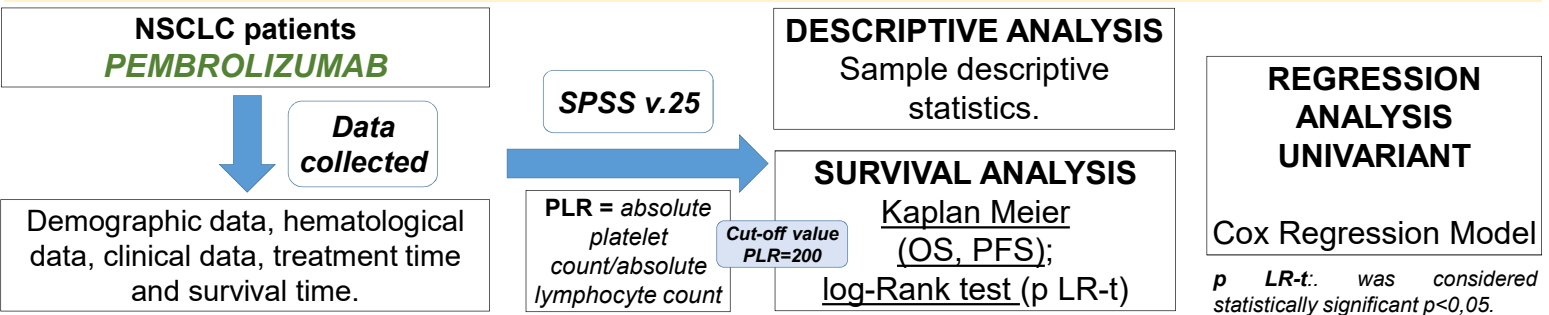 NSCLC patients
PEMBROLIZUMAB
Data
collected
Demographic data, hematological
data, clinical data, treatment time
and survival time.
SPSS v.25
PLR = absolute
platelet
count/absolute
lymphocyte count
Cut-off value
PLR=200
DESCRIPTIVE ANALYSIS
Sample descriptive
statistics.
SURVIVAL ANALYSIS
Kaplan Meier
(OS, PFS);
log-Rank test (p LR-t)
REGRESSION
ANALYSIS
UNIVARIANT
Cox Regression Model
p LR-t:. was considered
statistically significant p<0,05.